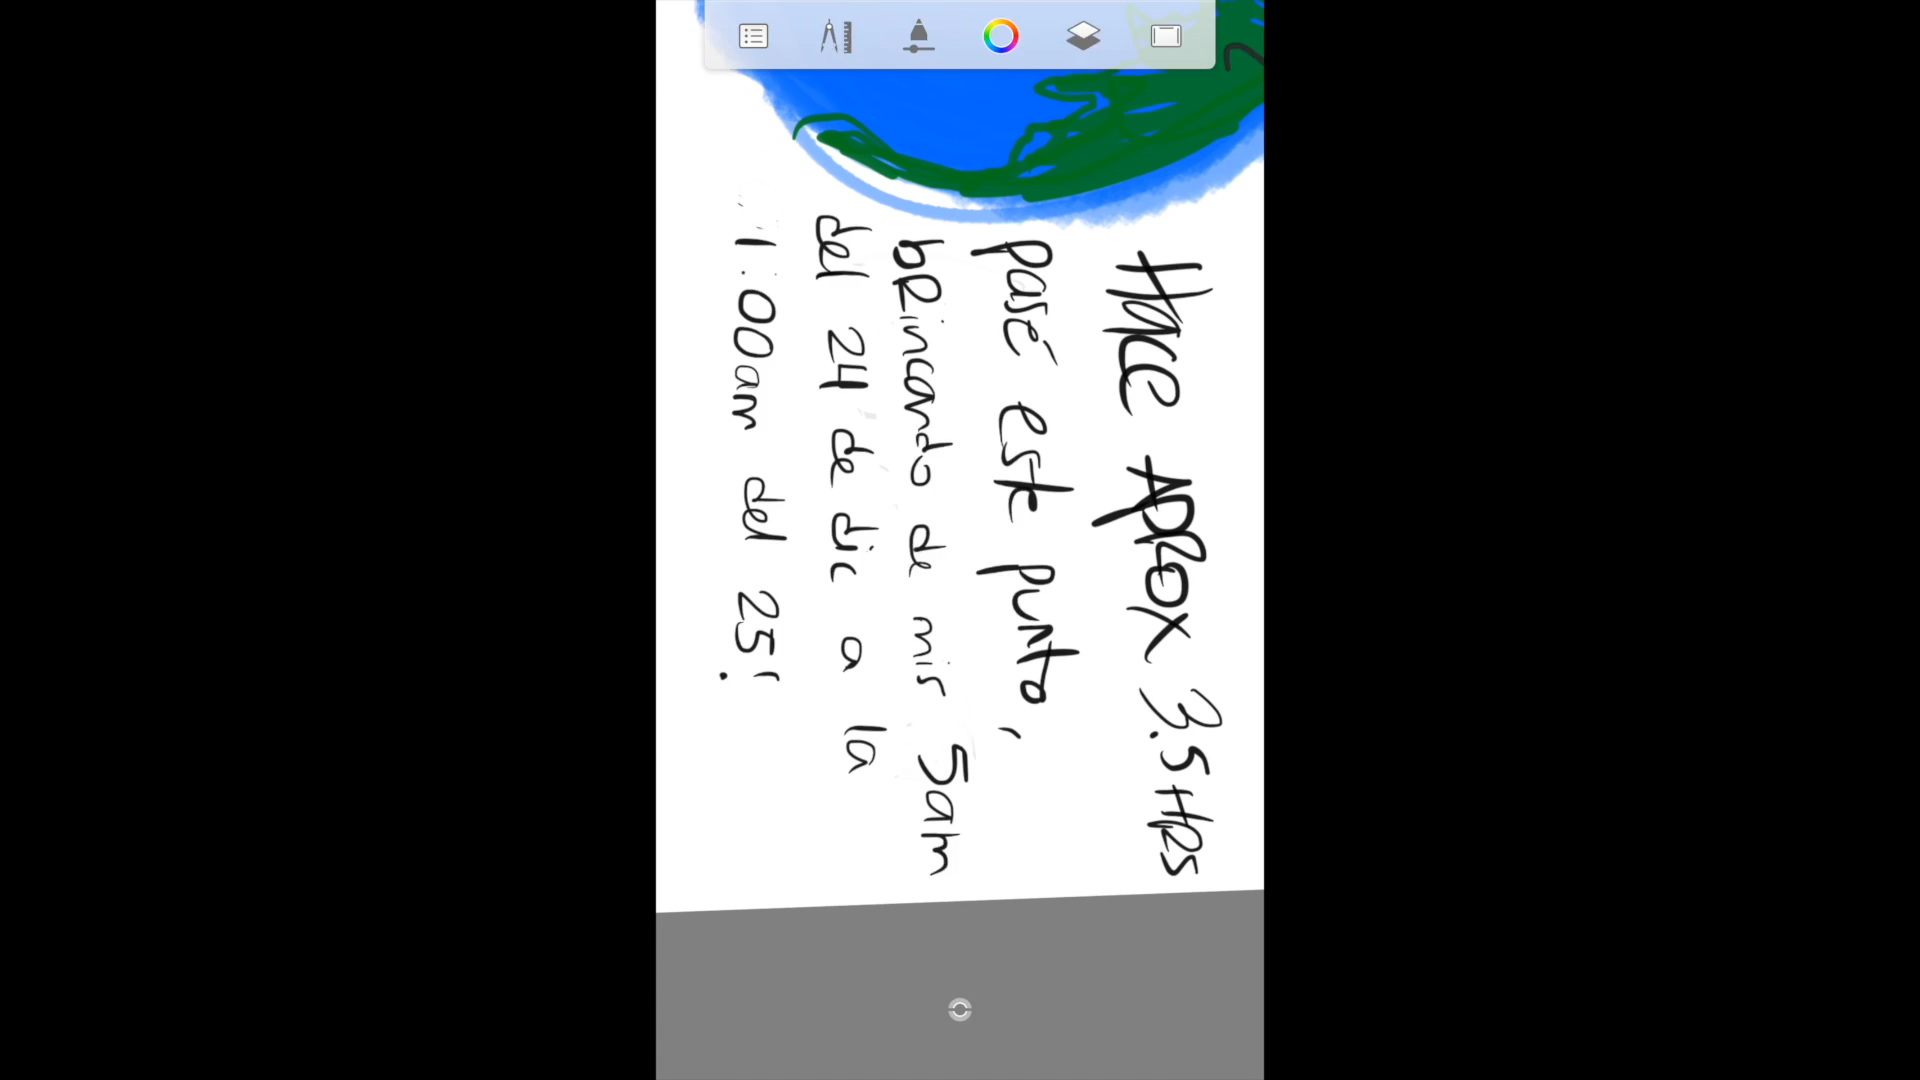 HACE APROX 3.5 HRS
pasé este punto,
bRincando de mis 5am
del 24 de dic a la
1:00am del 25!